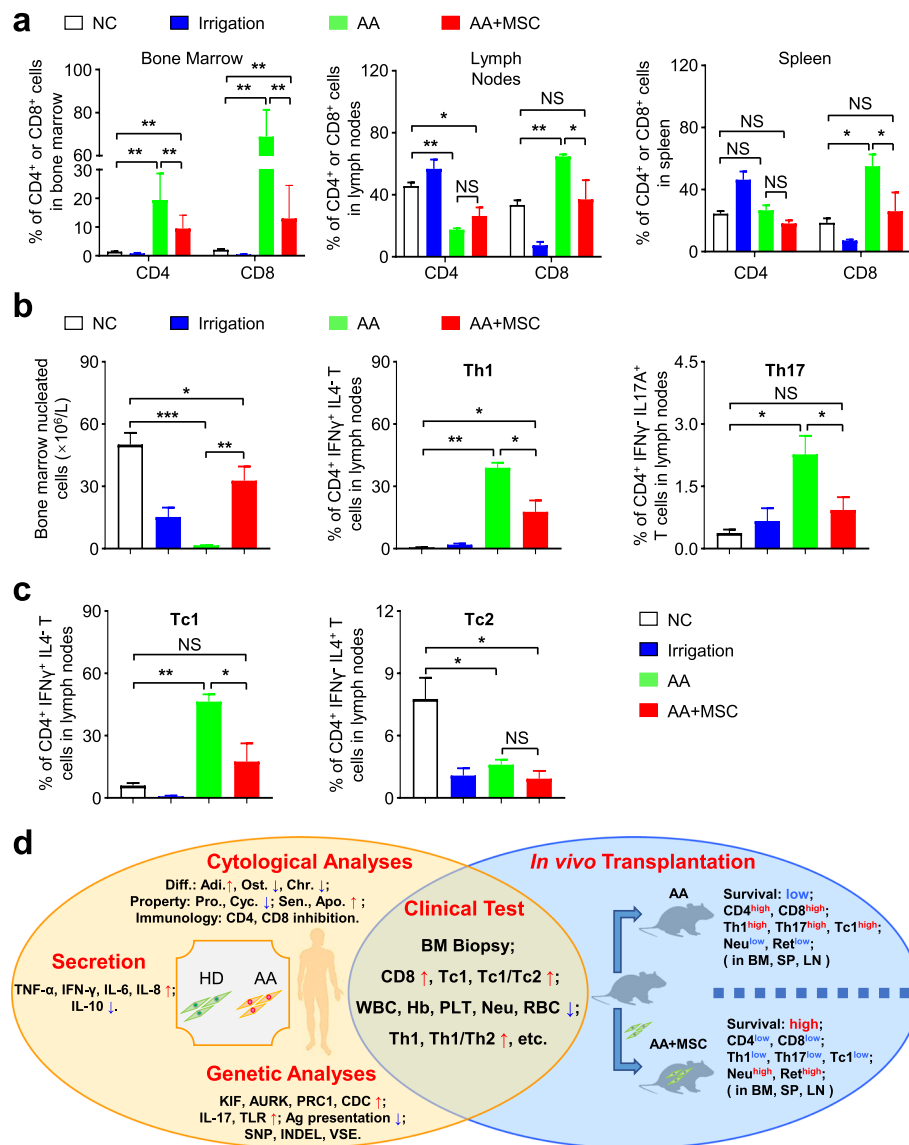 a
NC
Irrigation
AA
AA+MSC
Bone Marrow
% of CD4⁺ or CD8⁺ cells
in bone marrow
100
80
60
30
20
10
0
**
**
**
**
**
**
CD4
CD8
Lymph
Nodes
% of CD4⁺ or CD8⁺ cells
in lymph nodes
120
80
40
0
*
**
NS
NS
**
*
CD4
CD8
Spleen
% of CD4⁺ or CD8⁺ cells
in spleen
120
80
40
0
NS
NS
NS
NS
*
*
CD4
CD8
b
NC
Irrigation
AA
AA+MSC
Bone marrow nucleated
cells (×10⁶/L)
90
60
30
0
*
***
**
Th1
% of CD4⁺ IFNγ⁺ IL4⁻ T
cells in lymph nodes
90
60
30
0
*
**
*
Th17
% of CD4⁺ IFNγ⁻ IL17A⁺
T cells in lymph nodes
4.5
3.0
1.5
0.0
NS
*
*
c
Tc1
% of CD4⁺ IFNγ⁺ IL4⁻ T
cells in lymph nodes
90
60
30
0
NS
**
*
Tc2
% of CD4⁺ IFNγ⁻ IL4⁺ T
cells in lymph nodes
9
6
3
0
*
*
NS
NC
Irrigation
AA
AA+MSC
d
Cytological Analyses
Diff.: Adi.↑, Ost. ↓, Chr. ↓;
Property: Pro., Cyc. ↓; Sen., Apo. ↑;
Immunology: CD4, CD8 inhibition.
Secretion
TNF-α, IFN-γ, IL-6, IL-8 ↑;
IL-10 ↓.
HD
AA
Genetic Analyses
KIF, AURK, PRC1, CDC ↑;
IL-17, TLR ↑; Ag presentation ↓;
SNP, INDEL, VSE.
Clinical Test
BM Biopsy;
CD8 ↑, Tc1, Tc1/Tc2 ↑;
WBC, Hb, PLT, Neu, RBC ↓;
Th1, Th1/Th2 ↑, etc.
In vivo Transplantation
AA
Survival: low;
CD4ʰⁱᵍʰ, CD8ʰⁱᵍʰ;
Th1ʰⁱᵍʰ, Th17ʰⁱᵍʰ, Tc1ʰⁱᵍʰ;
Neuˡᵒʷ, Retˡᵒʷ;
( in BM, SP, LN )
AA+MSC
Survival: high;
CD4ˡᵒʷ, CD8ˡᵒʷ;
Th1ˡᵒʷ, Th17ˡᵒʷ, Tc1ˡᵒʷ;
Neuʰⁱᵍʰ, Retʰⁱᵍʰ;
( in BM, SP, LN )